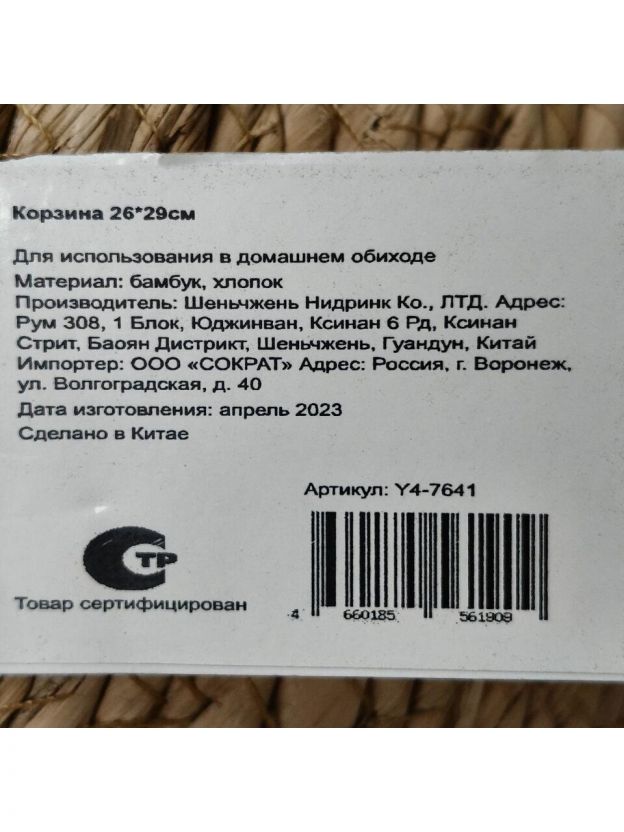 Корзина 26*29см
Для использования в домашнем обиходе
Материал: бамбук, хлопок
Производитель: Шеньчжень Нидринк Ко., ЛТД. Адрес:
Рум 308, 1 Блок, Юджинван, Ксинан 6 Рд, Ксинан
Стрит, Баоян Дистрикт, Шеньчжень, Гуандун, Китай
Импортер: ООО «СОКРАТ» Адрес: Россия, г. Воронеж,
ул. Волгоградская, д. 40
Дата изготовления: апрель 2023
Сделано в Китае
Артикул: Y4-7641
СТР
Товар сертифицирован
4 660185 561909